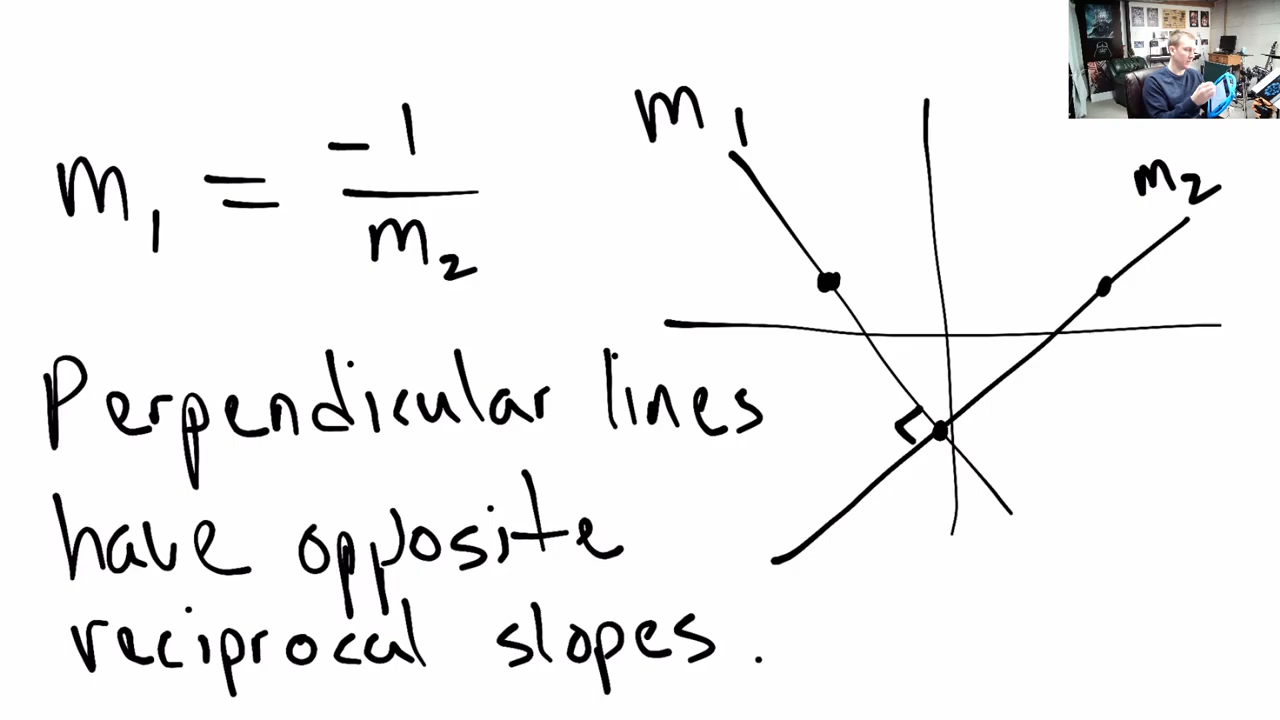 m₁ = -1/m₂
m₁
m₂
Perpendicular lines
have opposite
reciprocal slopes.